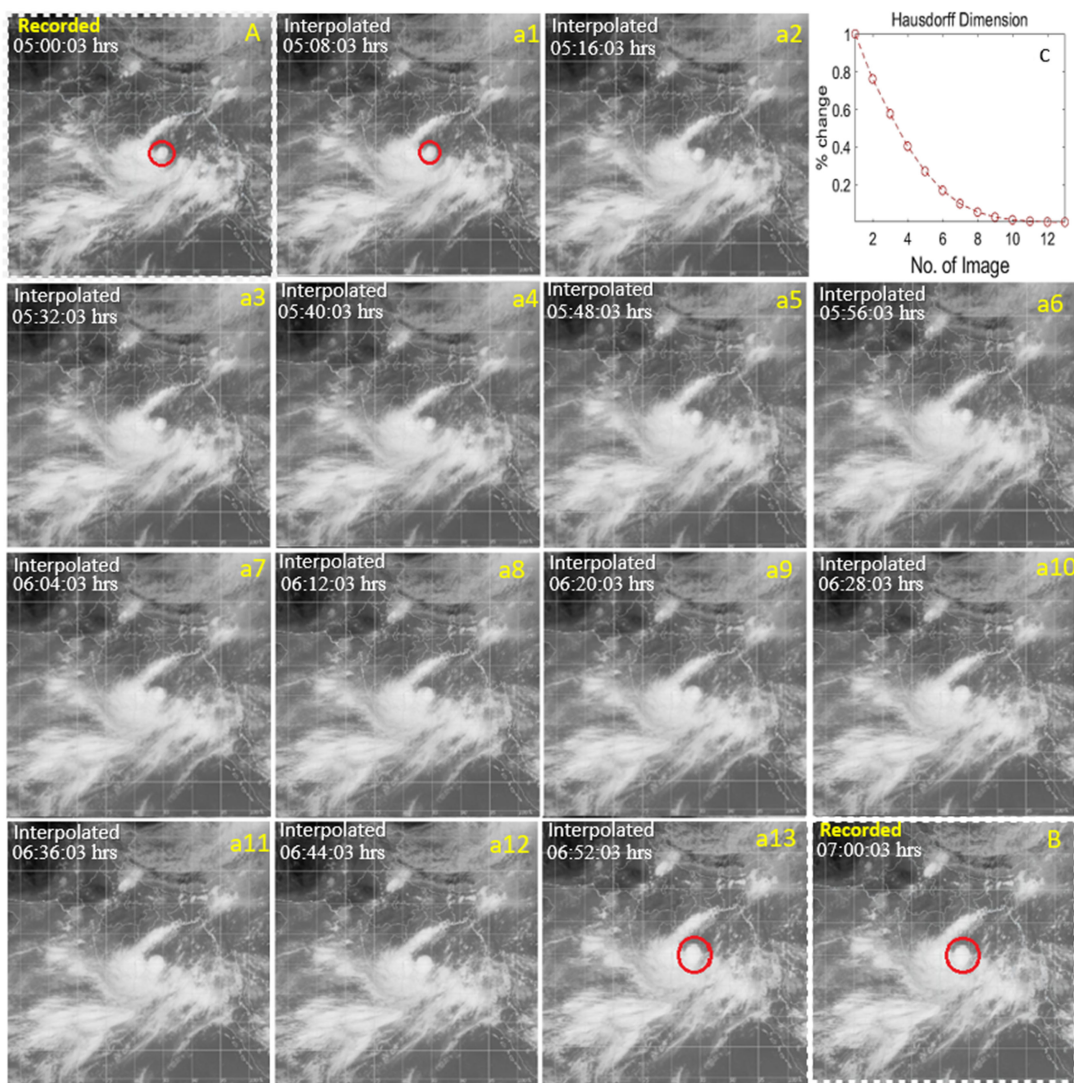 Recorded
05:00:03 hrs
A
Interpolated
05:08:03 hrs
a1
Interpolated
05:16:03 hrs
a2
Hausdorff Dimension
C
% change
1
0.8
0.6
0.4
0.2
2 4 6 8 10 12
No. of Image
Interpolated
05:32:03 hrs
a3
Interpolated
05:40:03 hrs
a4
Interpolated
05:48:03 hrs
a5
Interpolated
05:56:03 hrs
a6
Interpolated
06:04:03 hrs
a7
Interpolated
06:12:03 hrs
a8
Interpolated
06:20:03 hrs
a9
Interpolated
06:28:03 hrs
a10
Interpolated
06:36:03 hrs
a11
Interpolated
06:44:03 hrs
a12
Interpolated
06:52:03 hrs
a13
Recorded
07:00:03 hrs
B